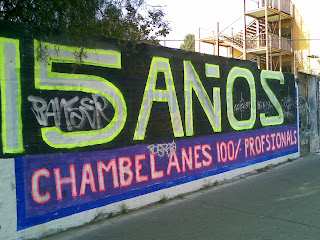 15 AÑOS
CHAMBELANES 100% PROFSIONALS